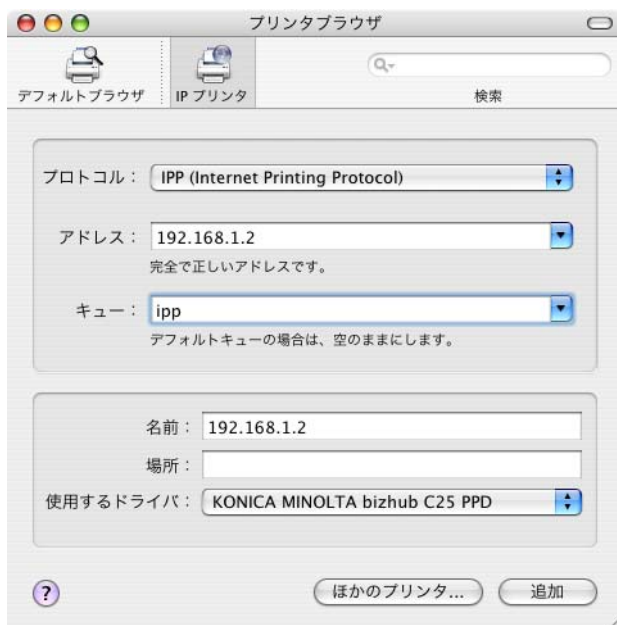 プリンタブラウザ
デフォルトブラウザ
IP プリンタ
検索
プロトコル：
IPP (Internet Printing Protocol)
アドレス：
192.168.1.2
完全で正しいアドレスです。
キュー：
ipp
デフォルトキューの場合は、空のままにします。
名前：
192.168.1.2
場所：
使用するドライバ：
KONICA MINOLTA bizhub C25 PPD
?
ほかのプリンタ...
追加